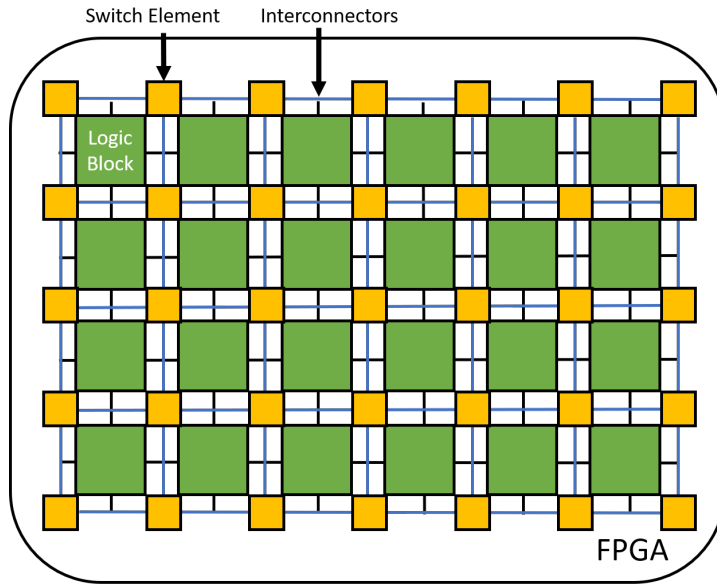 Switch Element
Interconnectors
Logic
Block
FPGA